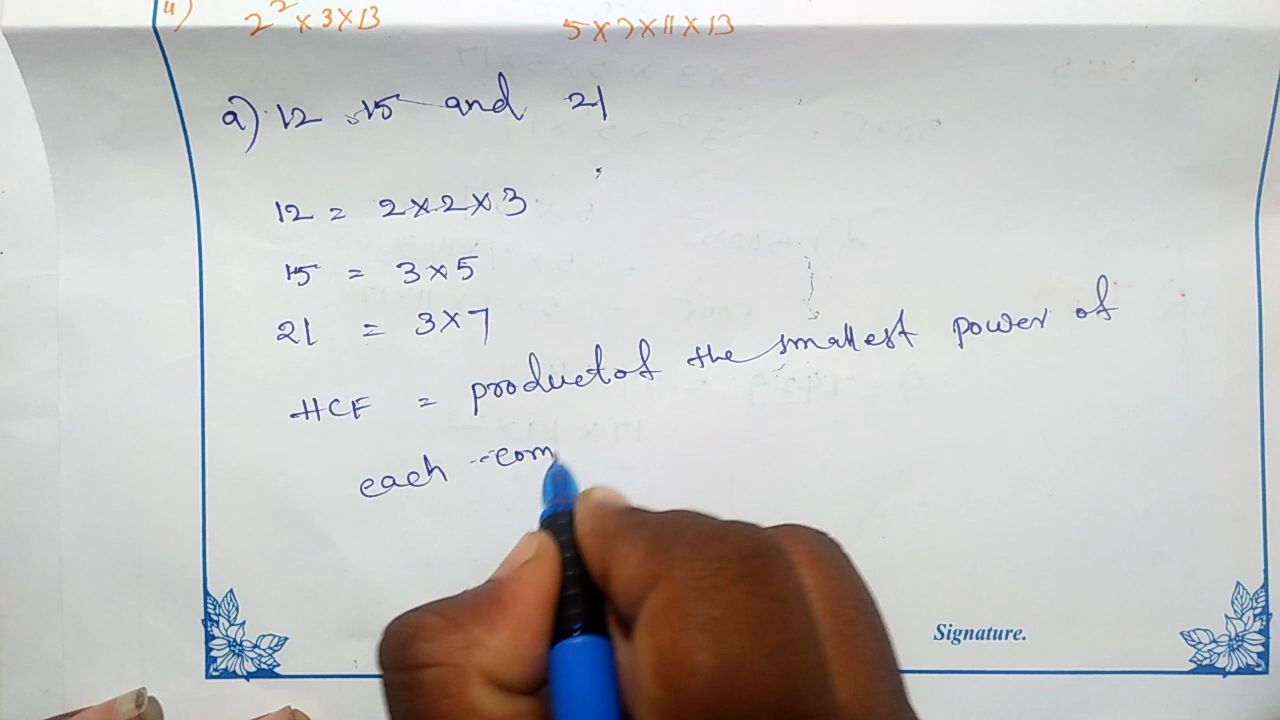 2² × 3 × 13 5 × 7 × 11 × 13
a) 12, 15 and 21
12 = 2 × 2 × 3
15 = 3 × 5
21 = 3 × 7
HCF = product of the smallest power of
each com
Signature.